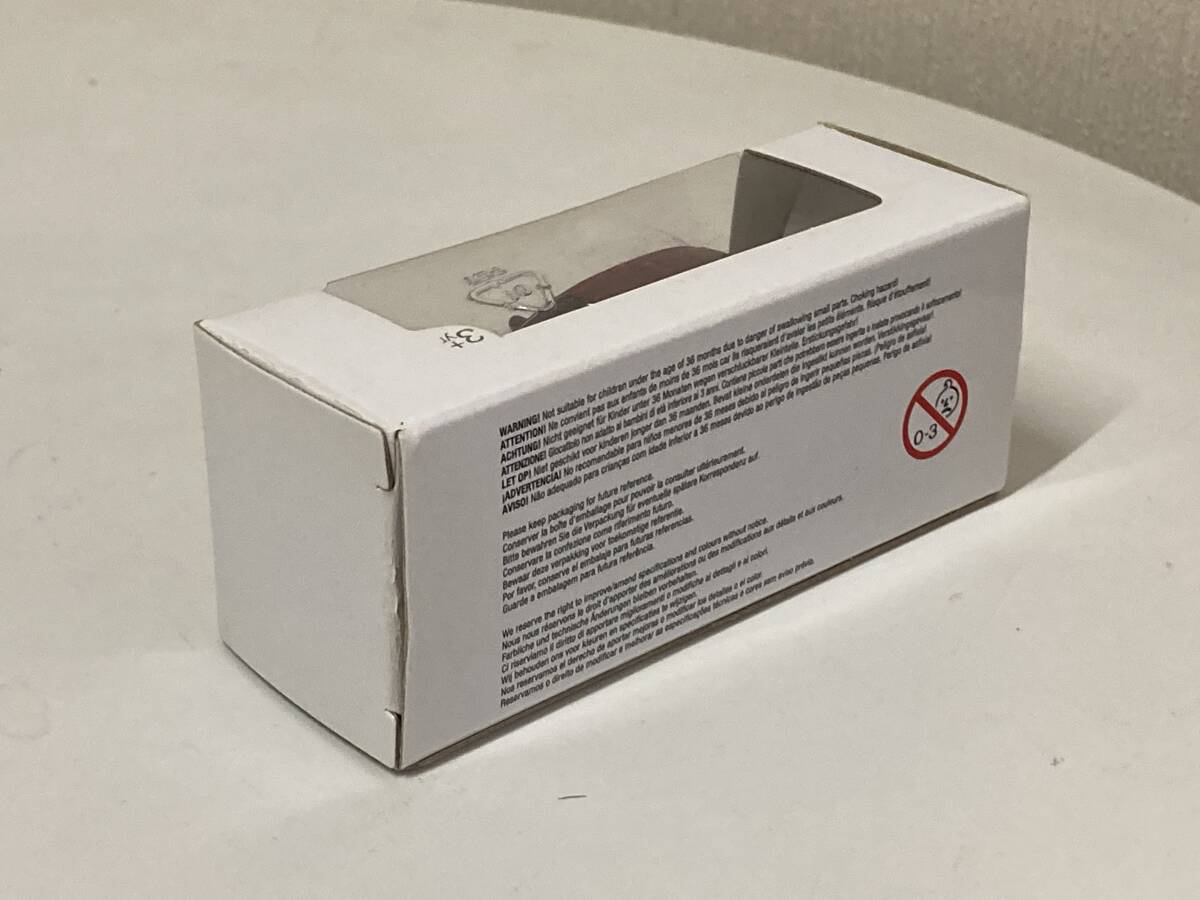 3+
yr
WARNING! Not suitable for children under the age of 36 months due to danger of swallowing small parts. Choking hazard!
ATTENTION! Ne convient pas aux enfants de moins de 36 mois car ils risqueraient d'avaler les petits éléments. Risque d'étouffement!
ACHTUNG! Nicht geeignet für Kinder unter 36 Monaten wegen verschluckbarer Kleinteile. Erstickungsgefahr!
ATTENZIONE! Giocattolo non adatto ai bambini di età inferiore ai 3 anni. Contiene piccole parti che potrebbero essere ingerite o inalate provocando il soffocamento!
LET OP! Niet geschikt voor kinderen jonger dan 36 maanden. Bevat kleine onderdelen die ingeslikt kunnen worden. Verstikkingsgevaar!
¡ADVERTENCIA! No recomendable para niños menores de 36 meses debido al peligro de ingerir pequeñas piezas. ¡Peligro de asfixia!
AVISO! Não adequado para crianças com idade inferior a 36 meses devido ao perigo de ingestão de peças pequenas. Perigo de asfixia!
0-3
Please keep packaging for future reference.
Conserver la boîte d'emballage pour pouvoir la consulter ultérieurement.
Bitte bewahren Sie die Verpackung für eventuelle spätere Korrespondenz auf.
Conservare la confezione come riferimento futuro.
Bewaar deze verpakking voor toekomstige referentie.
Por favor, conserve el embalaje para futuras referencias.
Guarde a embalagem para futura referência.
We reserve the right to improve/amend specifications and colours without notice.
Nous nous réservons le droit d'apporter des améliorations ou des modifications aux détails et aux couleurs.
Farbliche und technische Änderungen bleiben vorbehalten.
Ci riserviamo il diritto di apportare miglioramenti o modifiche ai dettagli e ai colori.
Wij behouden ons voor kleuren en specificaties te wijzigen.
Nos reservamos el derecho de aportar mejoras o modificar los detalles o el color
Reservamos o direito de modificar e melhorar as especificações técnicas e cores sem aviso prévio.